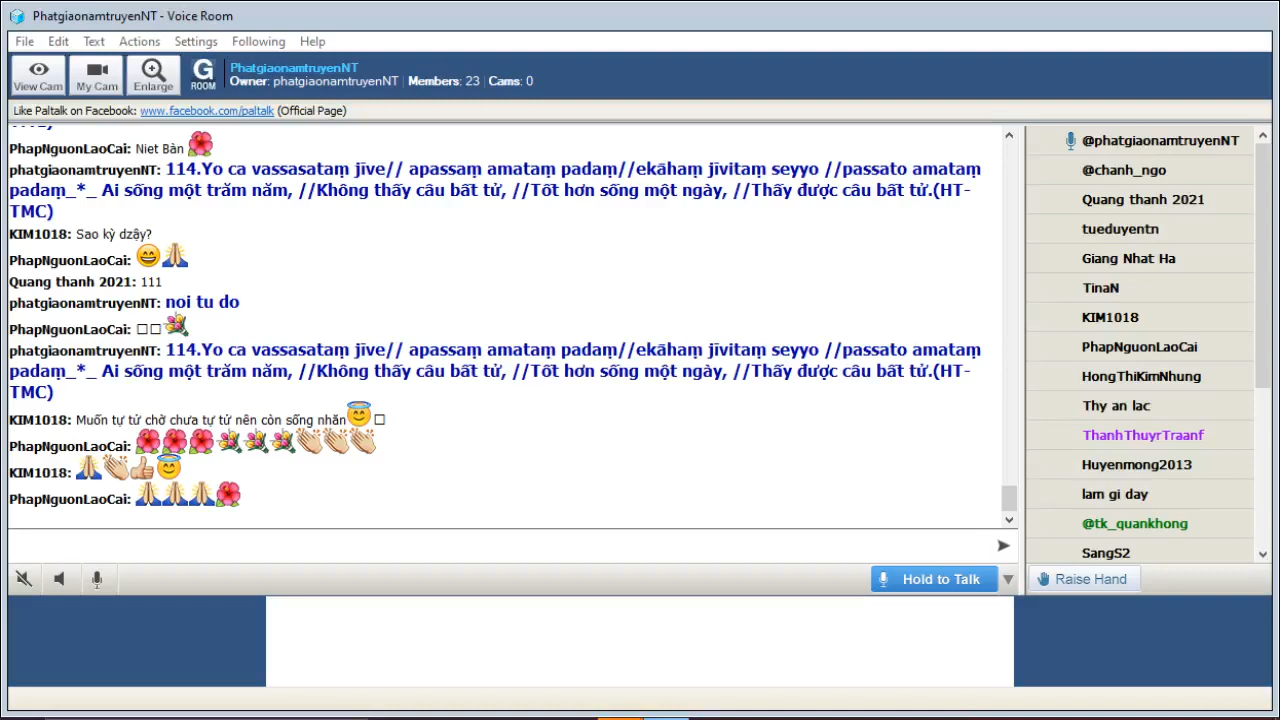 PhatgiaonamtruyenNT - Voice Room
File Edit Text Actions Settings Following Help
View Cam
My Cam
Enlarge
G ROOM
PhatgiaonamtruyenNT
Owner: phatgiaonamtruyenNT Members: 23 Cams: 0
Like Paltalk on Facebook: www.facebook.com/paltalk (Official Page)
PhapNguonLaoCai: Niet Bàn
phatgiaonamtruyenNT: 114.Yo ca vassasataṃ jīve// apassaṃ amataṃ padaṃ//ekāhaṃ jīvitaṃ seyyo //passato amataṃ
padaṃ_*_ Ai sống một trăm năm, //Không thấy câu bất tử, //Tốt hơn sống một ngày, //Thấy được câu bất tử.(HT-
TMC)
KIM1018: Sao kỳ dzậy?
PhapNguonLaoCai:
Quang thanh 2021: 111
phatgiaonamtruyenNT: noi tu do
PhapNguonLaoCai:
phatgiaonamtruyenNT: 114.Yo ca vassasataṃ jīve// apassaṃ amataṃ padaṃ//ekāhaṃ jīvitaṃ seyyo //passato amataṃ
padaṃ_*_ Ai sống một trăm năm, //Không thấy câu bất tử, //Tốt hơn sống một ngày, //Thấy được câu bất tử.(HT-
TMC)
KIM1018: Muốn tự tử chờ chưa tự tử nên còn sống nhăn
PhapNguonLaoCai:
KIM1018:
PhapNguonLaoCai:
@phatgiaonamtruyenNT
@chanh_ngo
Quang thanh 2021
tueduyentn
Giang Nhat Ha
TinaN
KIM1018
PhapNguonLaoCai
HongThiKimNhung
Thy an lac
ThanhThuyrTraanf
Huyenmong2013
lam gi day
@tk_quankhong
SangS2
Hold to Talk
Raise Hand